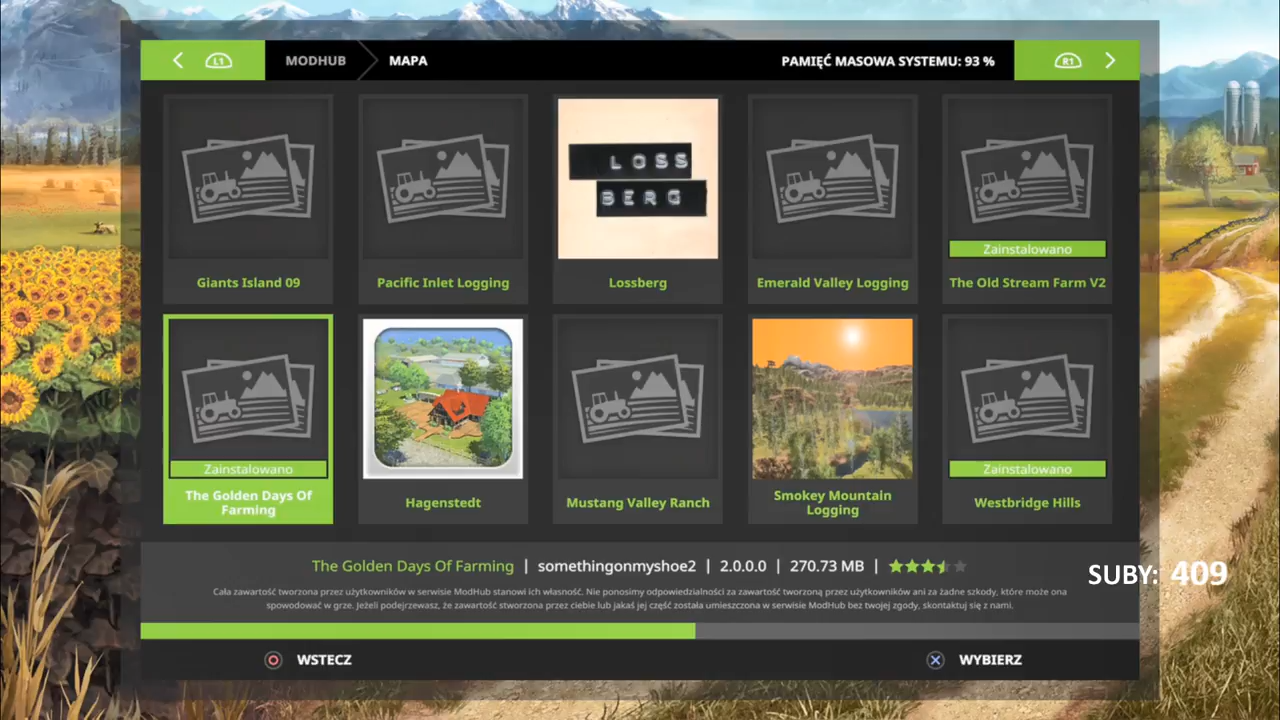 L1
MODHUB
MAPA
PAMIĘĆ MASOWA SYSTEMU: 93 %
R1
LOSS
BERG
Zainstalowano
Giants Island 09
Pacific Inlet Logging
Lossberg
Emerald Valley Logging
The Old Stream Farm V2
Zainstalowano
Zainstalowano
The Golden Days Of
Farming
Hagenstedt
Mustang Valley Ranch
Smokey Mountain
Logging
Westbridge Hills
The Golden Days Of Farming | somethingonmyshoe2 | 2.0.0.0 | 270.73 MB |
SUBY: 409
Cała zawartość tworzona przez użytkowników w serwisie ModHub stanowi ich własność. Nie ponosimy odpowiedzialności za zawartość tworzoną przez użytkowników ani za żadne szkody, które może ona
spowodować w grze. Jeżeli podejrzewasz, że zawartość stworzona przez ciebie lub jakaś jej część została umieszczona w serwisie ModHub bez twojej zgody, skontaktuj się z nami.
WSTECZ
WYBIERZ